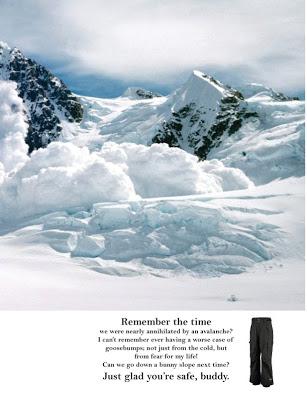 Remember the time
we were nearly annihilated by an avalanche?
I can't remember ever having a worse case of
goosebumps; not just from the cold, but
from fear for my life!
Can we go down a bunny slope next time?
Just glad you're safe, buddy.